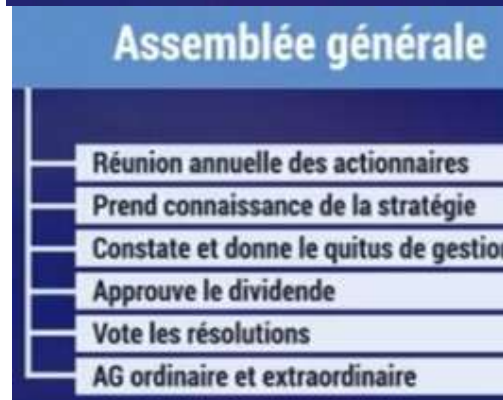 Assemblée générale
Réunion annuelle des actionnaires
Prend connaissance de la stratégie
Constate et donne le quitus de gestion
Approuve le dividende
Vote les résolutions
AG ordinaire et extraordinaire